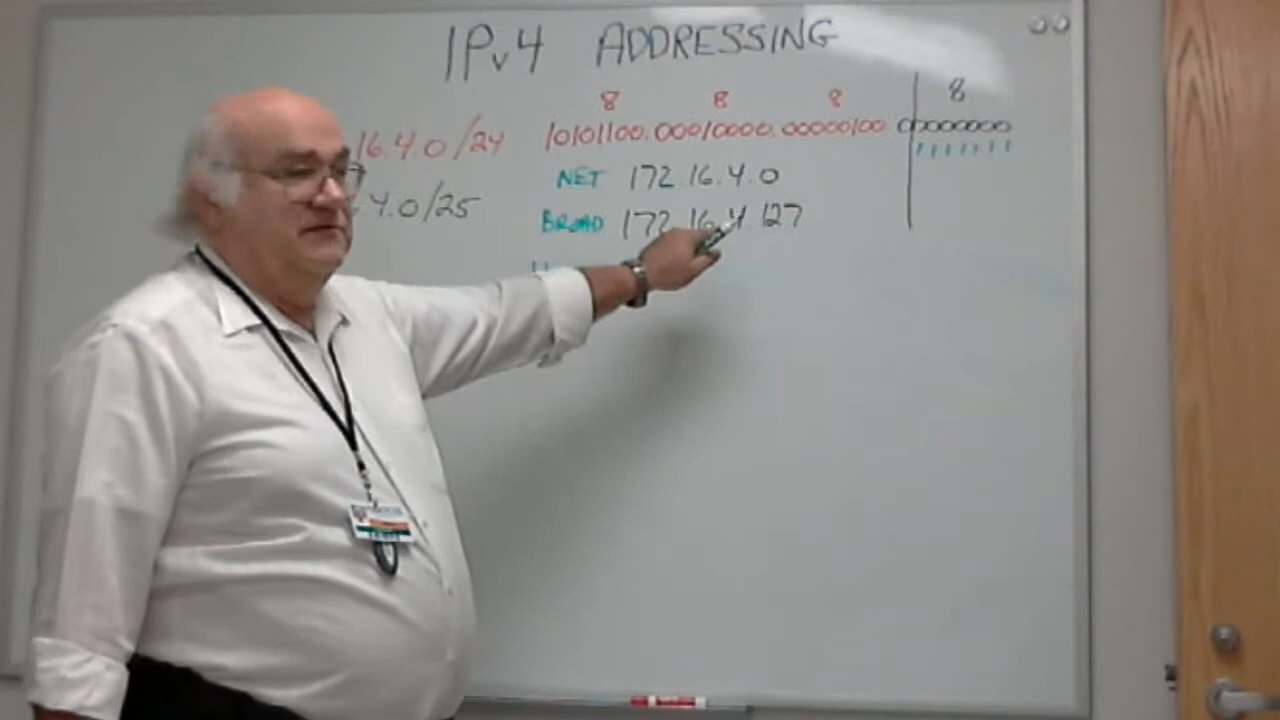 IPv4 ADDRESSING
8 8 8 8
16.4.0/24 10101100.00010000.00000100.00000000
1111111
NET 172.16.4.0
4.0/25
BROAD 172.16.4.127